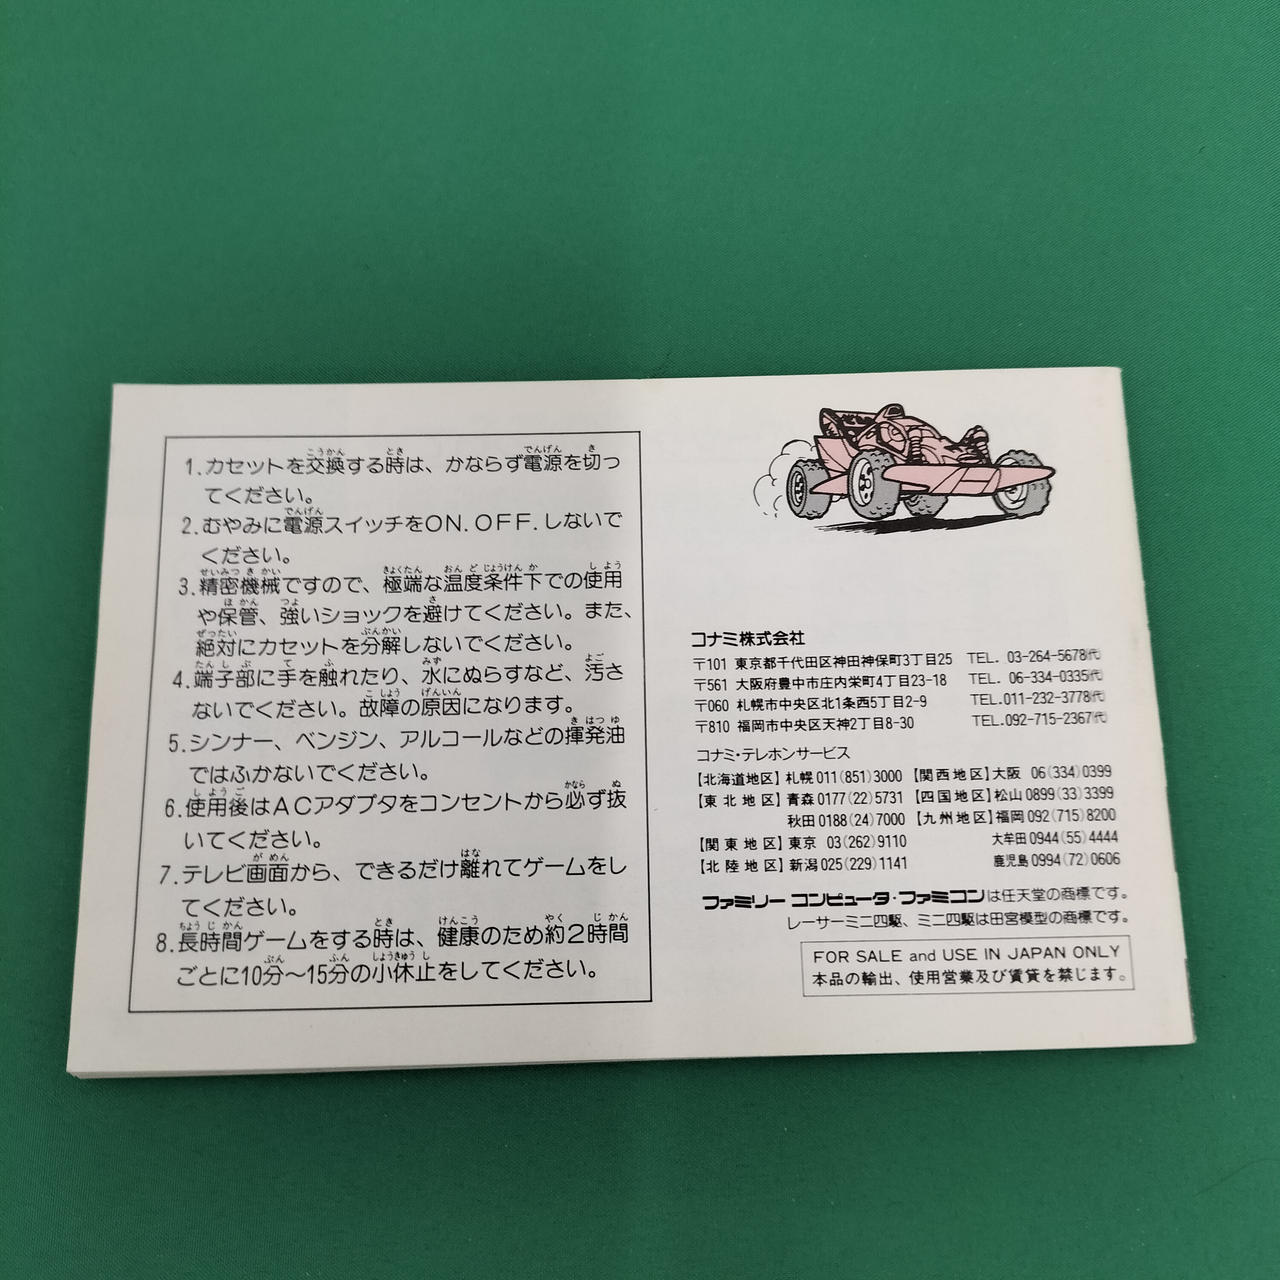 1.カセットを交換する時は、かならず電源を切っ
てください。
2.むやみに電源スイッチをON.OFF.しないで
ください。
3.精密機械ですので、極端な温度条件下での使用
や保管、強いショックを避けてください。また、
絶対にカセットを分解しないでください。
4.端子部に手を触れたり、水にぬらすなど、汚さ
ないでください。故障の原因になります。
5.シンナー、ベンジン、アルコールなどの揮発油
ではふかないでください。
6.使用後はACアダプタをコンセントから必ず抜
いてください。
7.テレビ画面から、できるだけ離れてゲームをし
てください。
8.長時間ゲームをする時は、健康のため約2時間
ごとに10分〜15分の小休止をしてください。
コナミ株式会社
〒101 東京都千代田区神田神保町3丁目25 TEL. 03-264-5678(代)
〒561 大阪府豊中市庄内栄町4丁目23-18 TEL. 06-334-0335(代)
〒060 札幌市中央区北1条西5丁目2-9 TEL.011-232-3778(代)
〒810 福岡市中央区天神2丁目8-30 TEL.092-715-2367(代)
コナミ・テレホンサービス
【北海道地区】札幌 011(851)3000 【関西地区】大阪 06(334)0399
【東北地区】青森 0177(22)5731 【四国地区】松山 0899(33)3399
秋田 0188(24)7000 【九州地区】福岡 092(715)8200
【関東地区】東京 03(262)9110 大牟田 0944(55)4444
【北陸地区】新潟 025(229)1141 鹿児島 0994(72)0606
ファミリーコンピュータ・ファミコンは任天堂の商標です。
レーサーミニ四駆、ミニ四駆は田宮模型の商標です。
FOR SALE and USE IN JAPAN ONLY
本品の輸出、使用営業及び賃貸を禁じます。